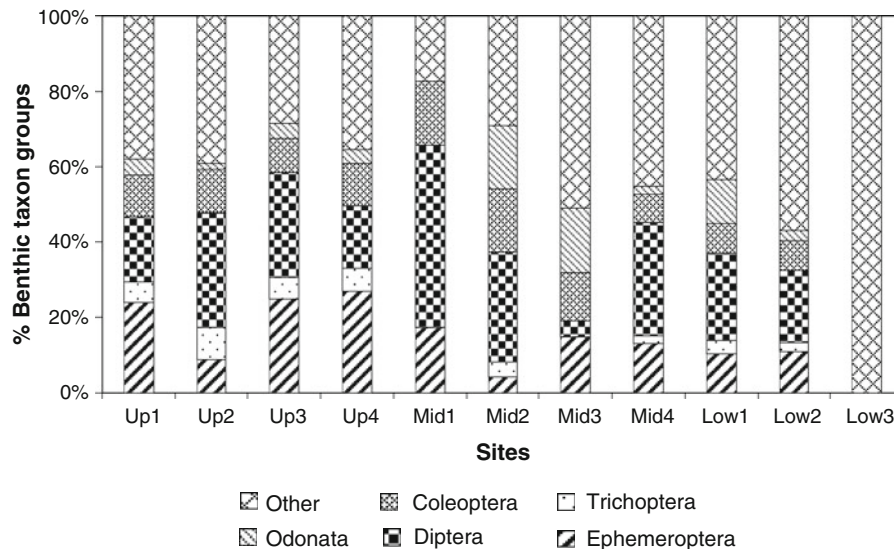 100%
80%
60%
40%
20%
0%
% Benthic taxon groups
Up1 Up2 Up3 Up4 Mid1 Mid2 Mid3 Mid4 Low1 Low2 Low3
Sites
Other Coleoptera Trichoptera
Odonata Diptera Ephemeroptera